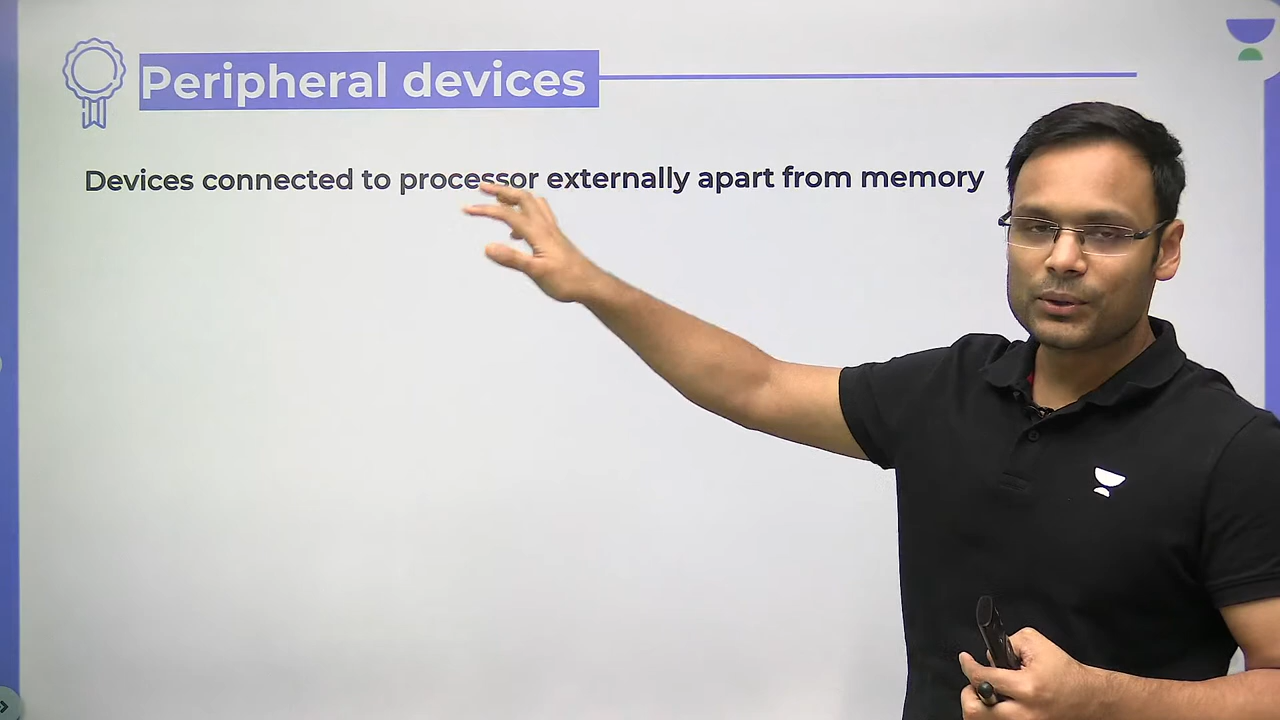 Peripheral devices
Devices connected to processor externally apart from memory